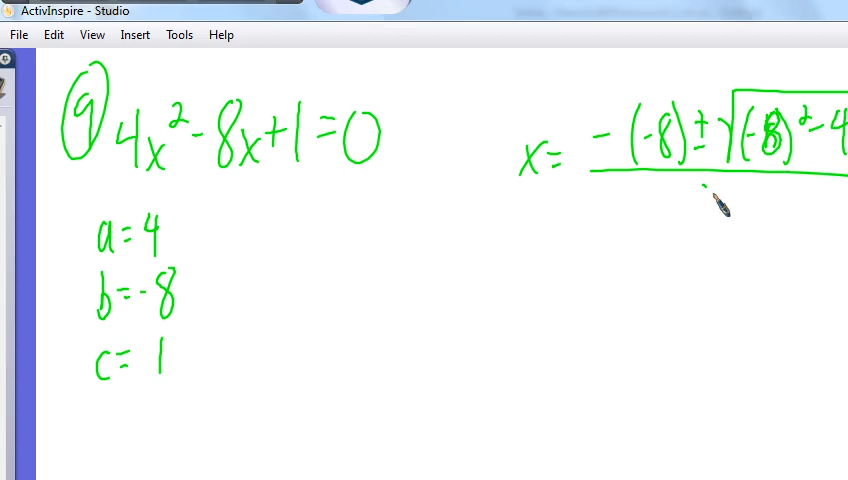 ActivInspire - Studio
File Edit View Insert Tools Help
9 4x² - 8x + 1 = 0
x = -(-8) ± √(-8)² - 4
a = 4
b = -8
c = 1